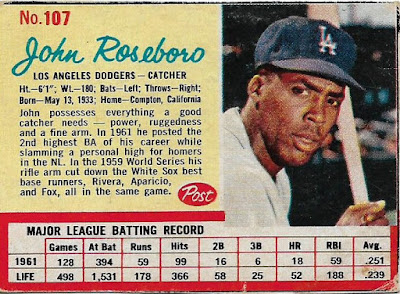 No. 107
John Roseboro
LOS ANGELES DODGERS—CATCHER
Ht.—6'1"; Wt.—180; Bats—Left; Throws—Right;
Born—May 13, 1933; Home—Compton, California
John possesses everything a good
catcher needs — power, ruggedness
and a fine arm. In 1961 he posted the
2nd highest BA of his career while
slamming a personal high for homers
in the NL. In the 1959 World Series his
rifle arm cut down the White Sox best
base runners, Rivera, Aparicio,
and Fox, all in the same game.
Post
LA
MAJOR LEAGUE BATTING RECORD
Games At Bat Runs Hits 2B 3B HR RBI Avg.
1961 128 394 59 99 16 6 18 59 .251
LIFE 498 1,531 178 366 58 25 52 188 .239